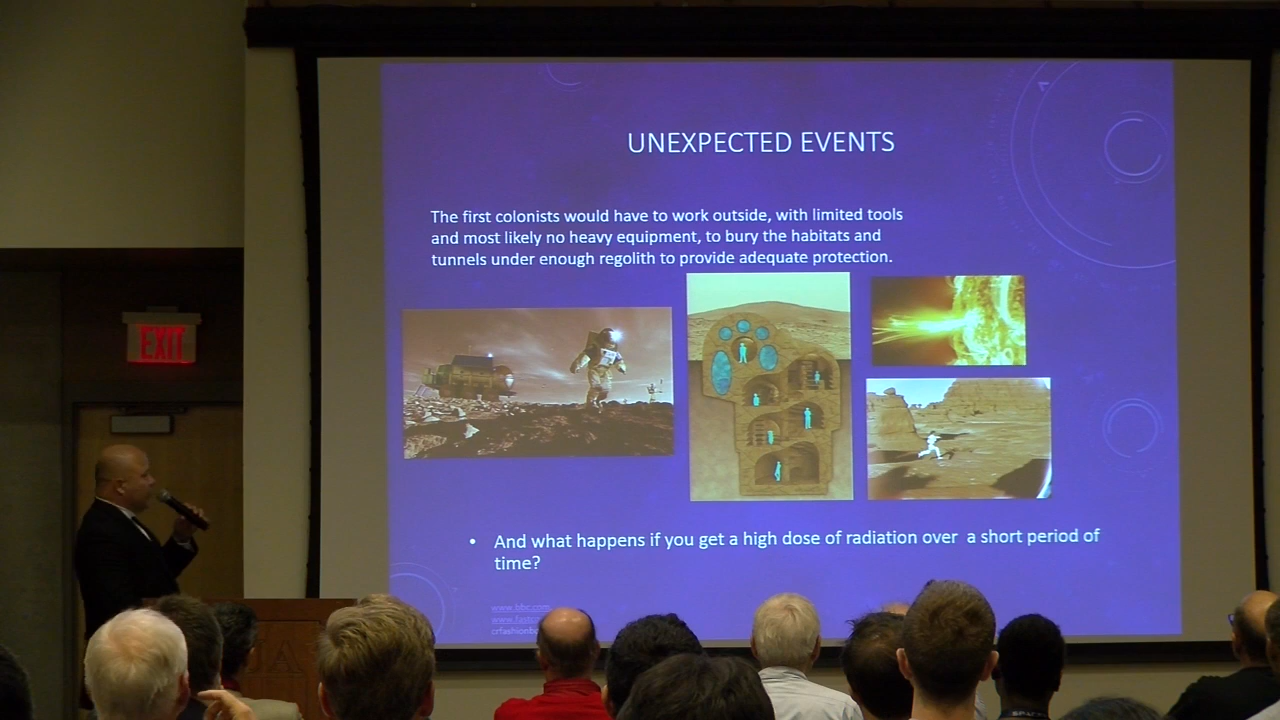 UNEXPECTED EVENTS
The first colonists would have to work outside, with limited tools
and most likely no heavy equipment, to bury the habitats and
tunnels under enough regolith to provide adequate protection.
EXIT
• And what happens if you get a high dose of radiation over a short period of
time?
www.bbc.com